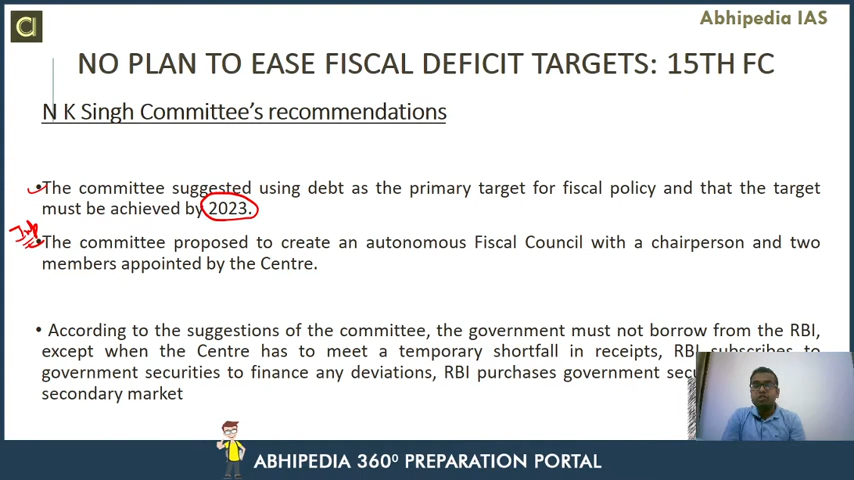 Abhipedia IAS
NO PLAN TO EASE FISCAL DEFICIT TARGETS: 15TH FC
N K Singh Committee's recommendations
•The committee suggested using debt as the primary target for fiscal policy and that the target
must be achieved by 2023.
Imp
•The committee proposed to create an autonomous Fiscal Council with a chairperson and two
members appointed by the Centre.
• According to the suggestions of the committee, the government must not borrow from the RBI,
except when the Centre has to meet a temporary shortfall in receipts, RBI subscribes to
government securities to finance any deviations, RBI purchases government
secondary market
ABHIPEDIA 360⁰ PREPARATION PORTAL